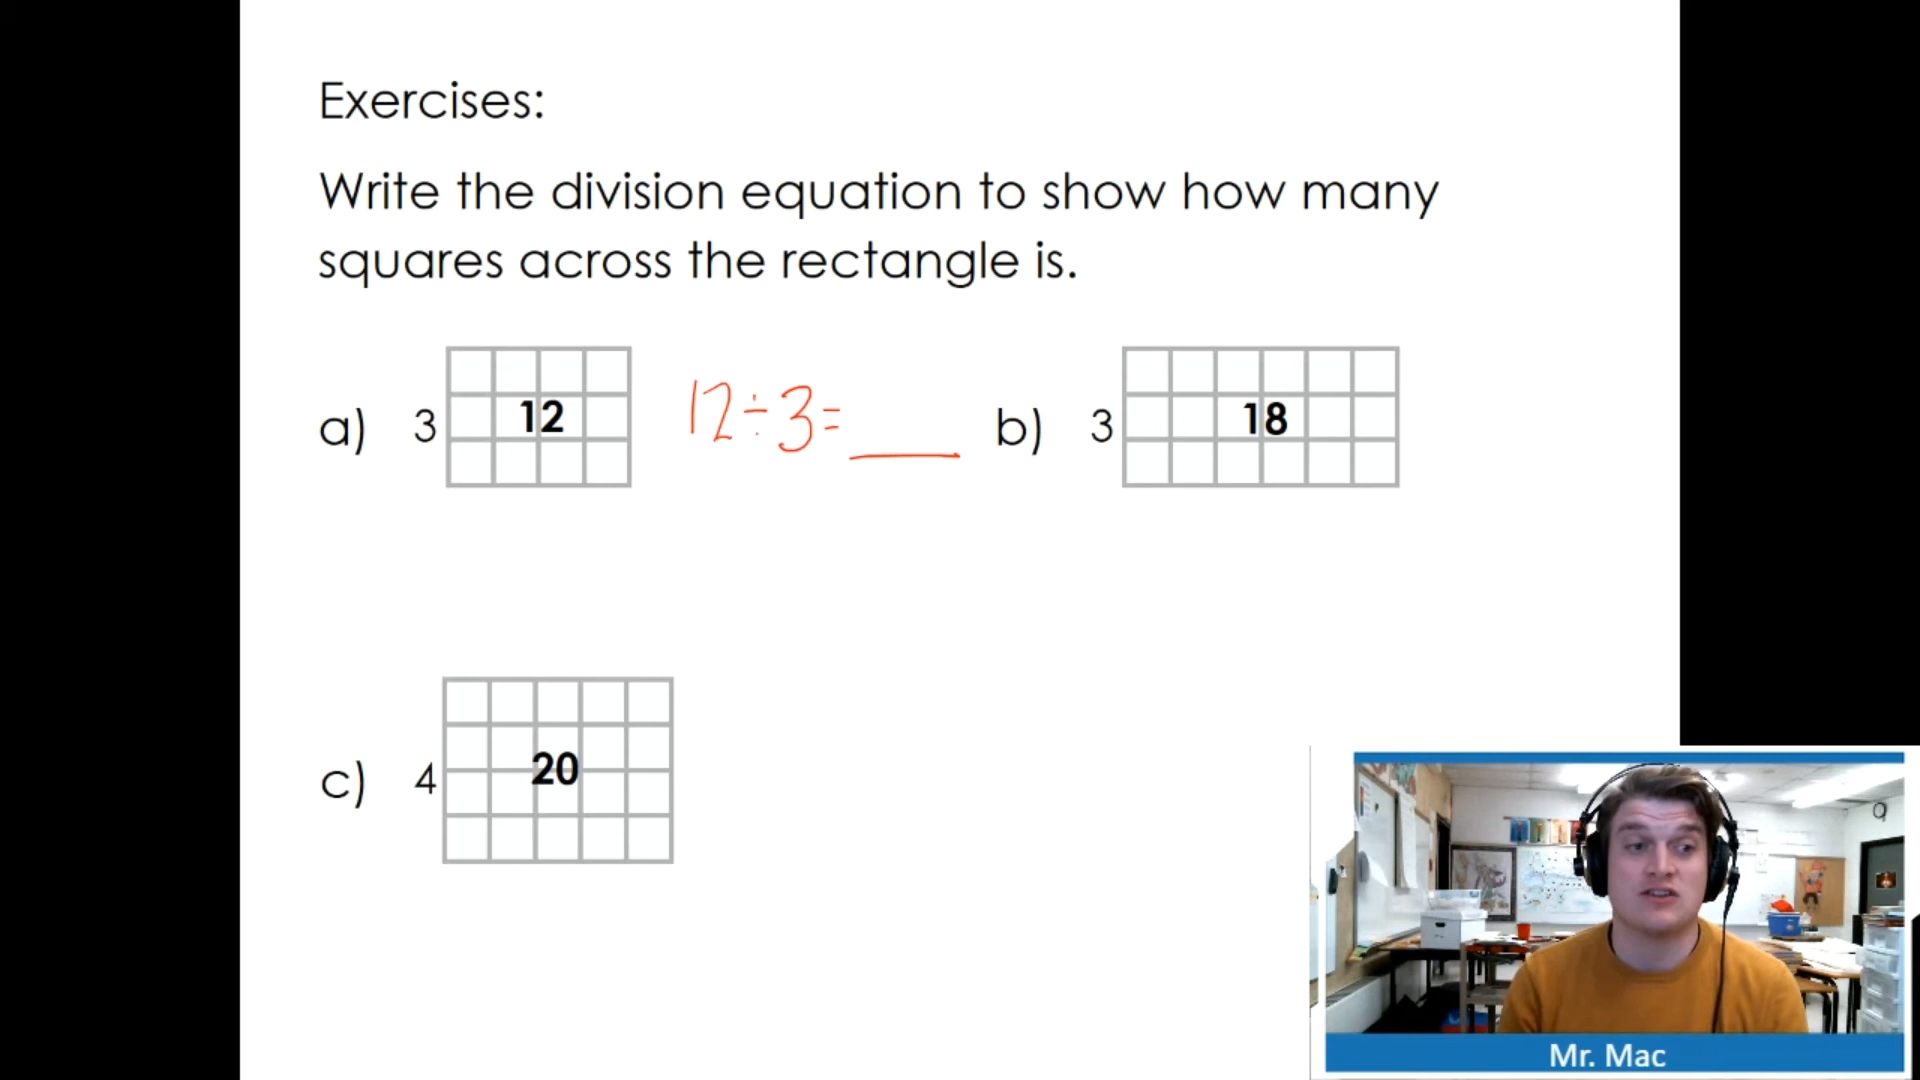 Exercises:
Write the division equation to show how many
squares across the rectangle is.
a) 3 12 12÷3= ____ b) 3 18
c) 4 20
Mr. Mac